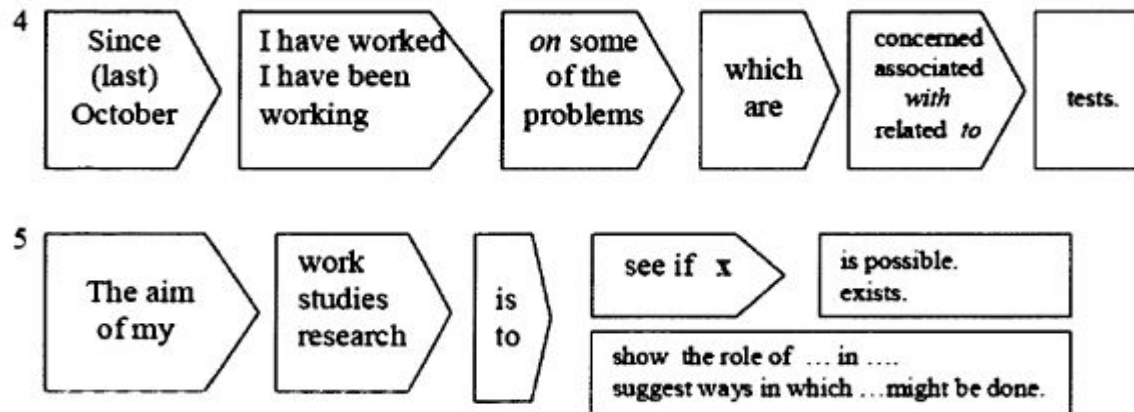 4
Since
(last)
October
I have worked
I have been
working
on some
of the
problems
which
are
concerned
associated
with
related to
tests.
5
The aim
of my
work
studies
research
is
to
see if x
is possible.
exists.
show the role of ... in ....
suggest ways in which ...might be done.